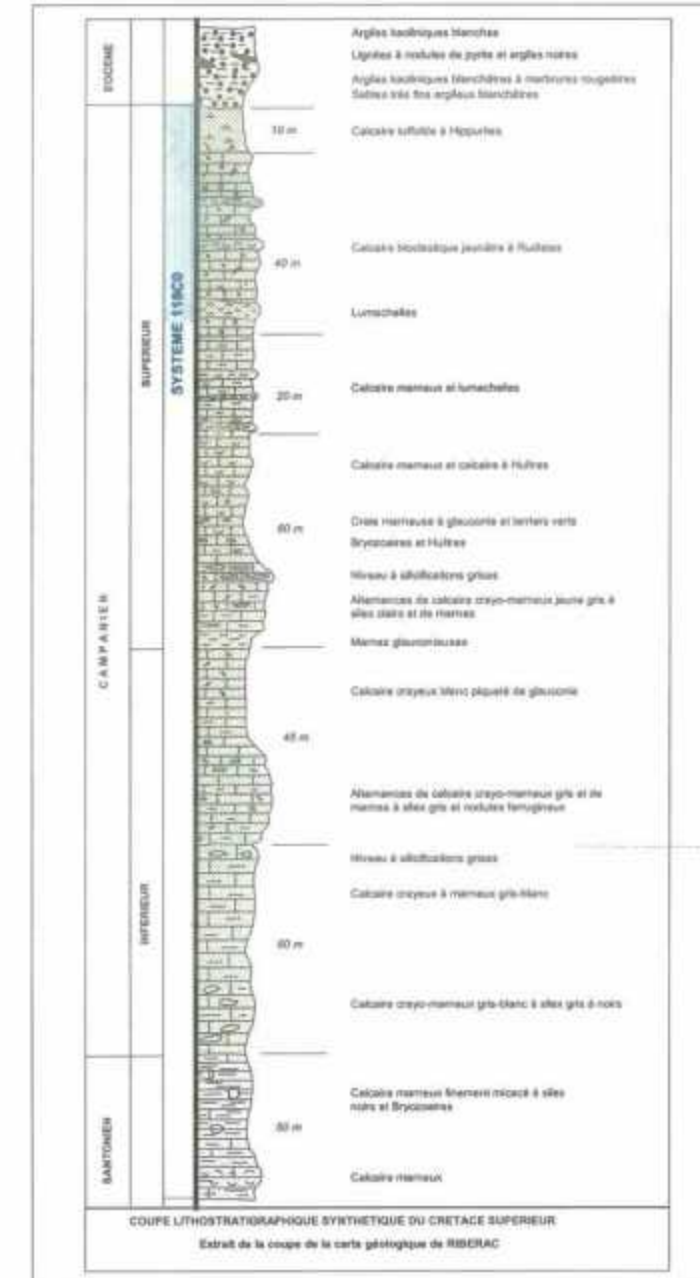 EOCENE
Argiles kaoliniques blanches
Lignites à nodules de pyrite et argiles noires
Argiles kaoliniques blanchâtres à marbrures rougeâtres
Sables très fins argileux blanchâtres
10 m
Calcaire tuffoïde à Hippurites
CAMPANIEN
SUPERIEUR
SYSTEME 118C0
40 m
Calcaire bioclastique jaunâtre à Rudistes
Lumachelles
20 m
Calcaire marneux et lumachelles
60 m
Calcaire marneux et calcaire à Huîtres
Craie marneuse à glauconie et terriers verts
Bryozoaires et Huîtres
Niveau à silicifications grises
Alternances de calcaire crayo-marneux jaune gris à
silex clairs et de marnes
Marnes glauconieuses
INFERIEUR
45 m
Calcaire crayeux blanc piqueté de glauconie
Alternances de calcaire crayo-marneux gris et de
marnes à silex gris et nodules ferrugineux
Niveau à silicifications grises
60 m
Calcaire crayeux à marneux gris-blanc
Calcaire crayo-marneux gris-blanc à silex gris à noirs
SANTONIEN
50 m
Calcaire marneux finement micacé à silex
noirs et Bryozoaires
Calcaire marneux
COUPE LITHOSTRATIGRAPHIQUE SYNTHETIQUE DU CRETACE SUPERIEUR
Extrait de la coupe de la carte géologique de RIBERAC